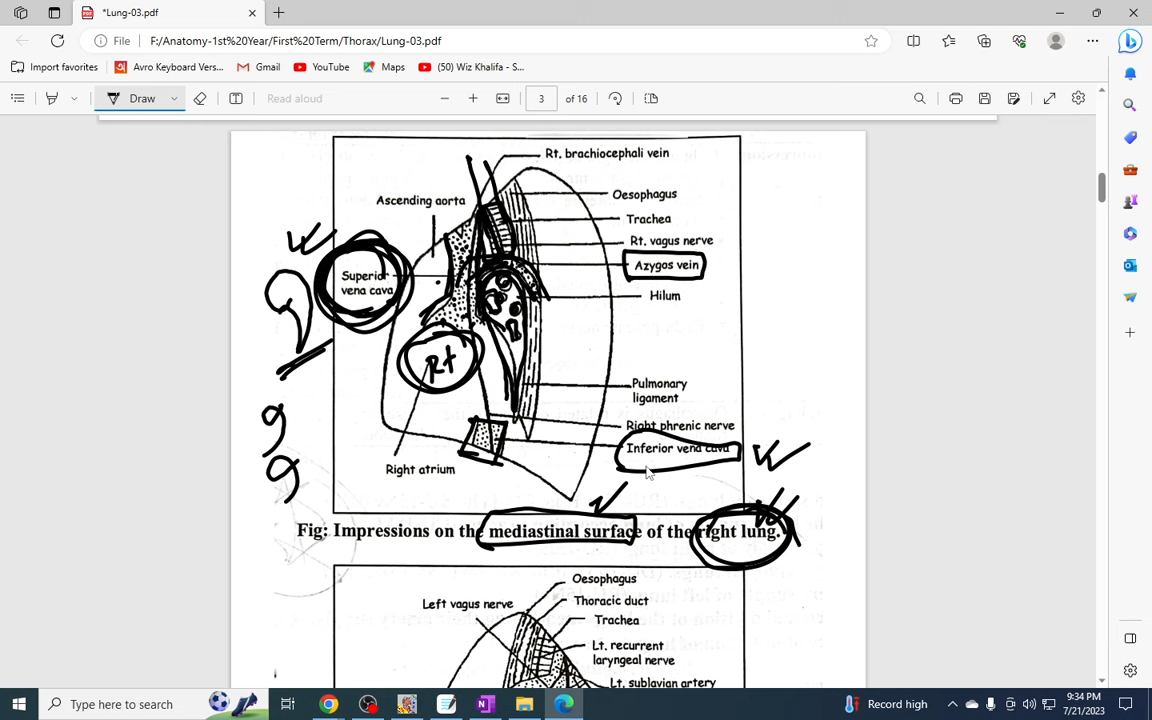 *Lung-03.pdf
File
F:/Anatomy-1st%20Year/First%20Term/Thorax/Lung-03.pdf
Import favorites
Avro Keyboard Vers...
Gmail
YouTube
Maps
(50) Wiz Khalifa - S...
Draw
Read aloud
3
of 16
Rt. brachiocephali vein
Ascending aorta
Oesophagus
Trachea
Rt. vagus nerve
Azygos vein
Superior
vena cava
Hilum
Rt
Pulmonary
ligament
Right phrenic nerve
Inferior vena cava
Right atrium
Fig: Impressions on the mediastinal surface of the right lung.
Oesophagus
Left vagus nerve
Thoracic duct
Trachea
Lt. recurrent
laryngeal nerve
Lt. sublavian artery
Type here to search
Record high
9:34 PM
7/21/2023